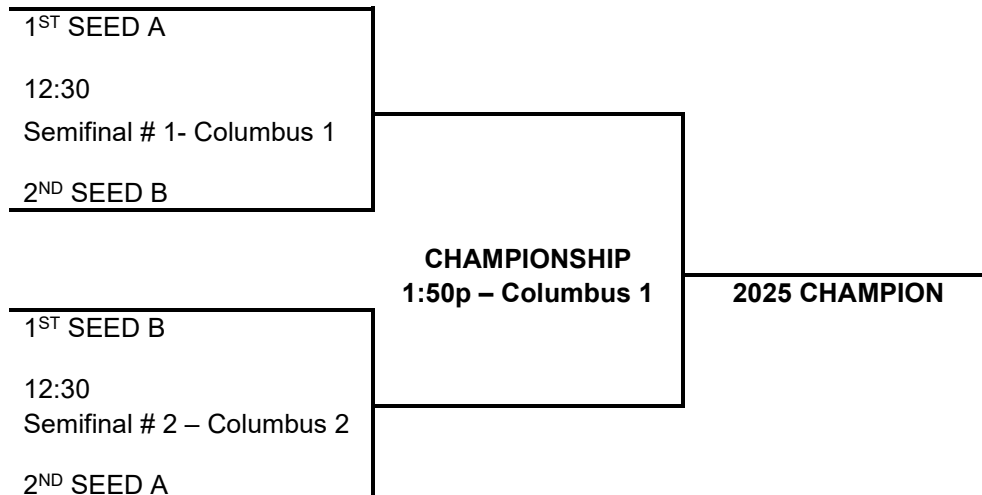 1ST SEED A
12:30
Semifinal # 1- Columbus 1
2ND SEED B
CHAMPIONSHIP
1:50p – Columbus 1
2025 CHAMPION
1ST SEED B
12:30
Semifinal # 2 – Columbus 2
2ND SEED A